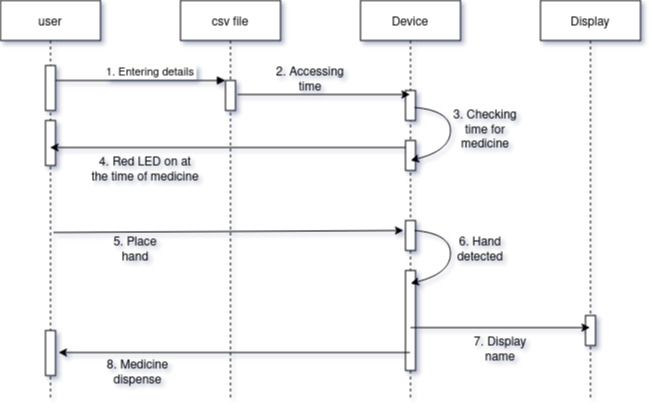 user
csv file
Device
Display
1. Entering details
2. Accessing
time
3. Checking
time for
medicine
4. Red LED on at
the time of medicine
5. Place
hand
6. Hand
detected
7. Display
name
8. Medicine
dispense